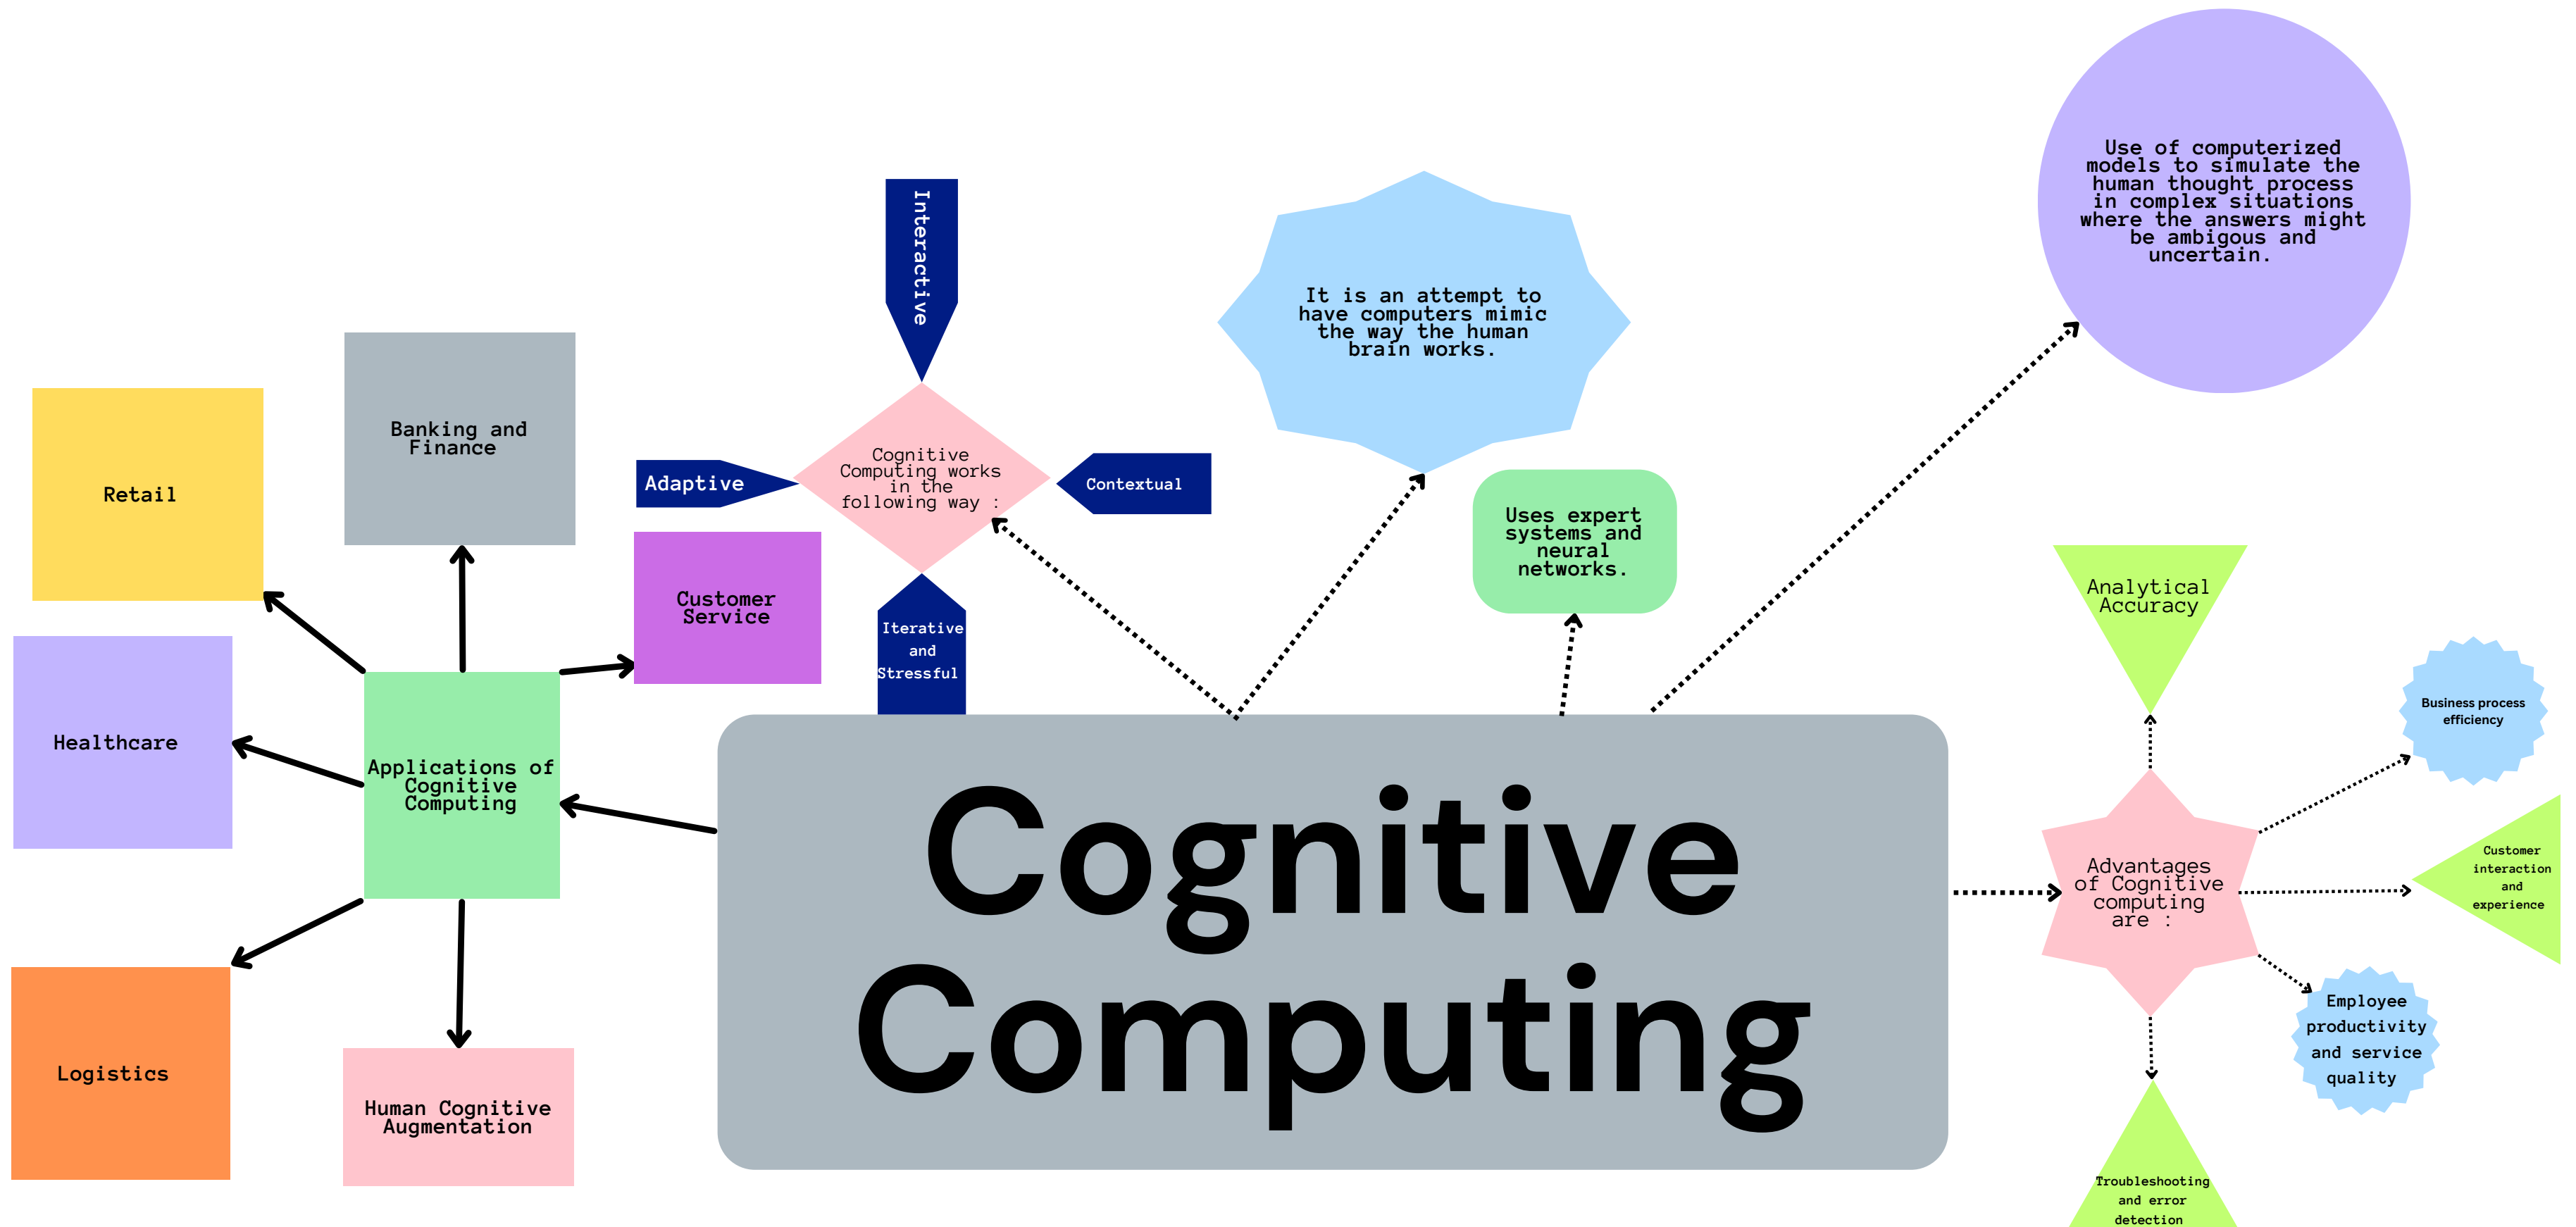 Use of computerized
models to simulate the
human thought process
in complex situations
where the answers might
be ambigous and
uncertain.
Interactive
It is an attempt to
have computers mimic
the way the human
brain works.
Banking and
Finance
Retail
Cognitive
Computing works
in the
following way :
Adaptive
Contextual
Uses expert
systems and
neural
networks.
Customer
Service
Iterative
and
Stressful
Analytical
Accuracy
Business process
efficiency
Healthcare
Applications of
Cognitive
Computing
Cognitive
Computing
Advantages
of Cognitive
computing
are :
Customer
interaction
and
experience
Employee
productivity
and service
quality
Logistics
Human Cognitive
Augmentation
Troubleshooting
and error
detection